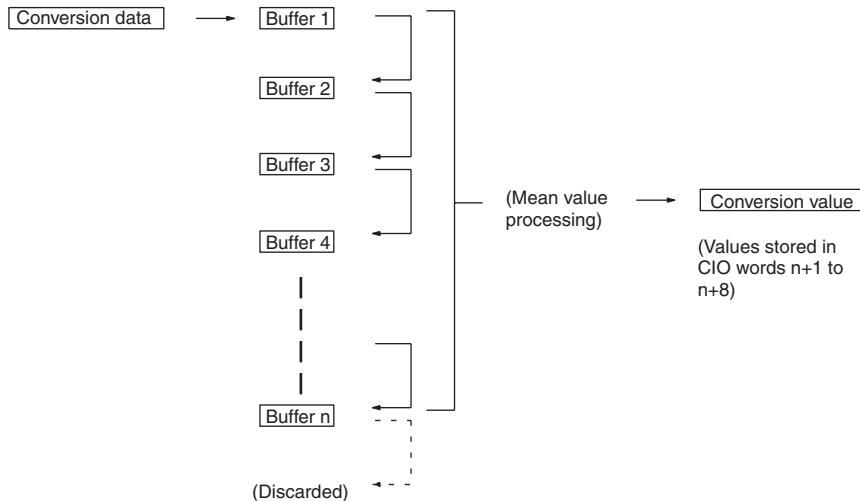 Conversion data
Buffer 1
Buffer 2
Buffer 3
Buffer 4
Buffer n
(Discarded)
(Mean value
processing)
Conversion value
(Values stored in
CIO words n+1 to
n+8)